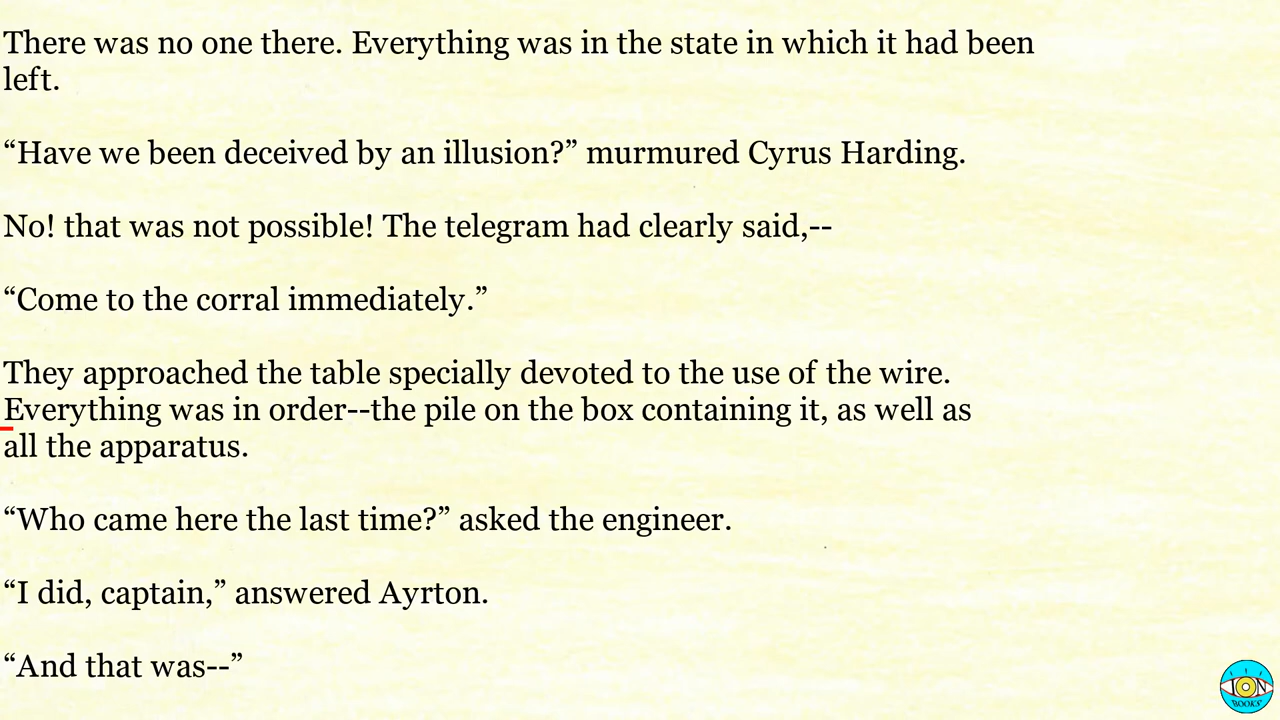 There was no one there. Everything was in the state in which it had been
left.
“Have we been deceived by an illusion?” murmured Cyrus Harding.
No! that was not possible! The telegram had clearly said,--
“Come to the corral immediately.”
They approached the table specially devoted to the use of the wire.
Everything was in order--the pile on the box containing it, as well as
all the apparatus.
“Who came here the last time?” asked the engineer.
“I did, captain,” answered Ayrton.
“And that was--”
ION
BOOKS